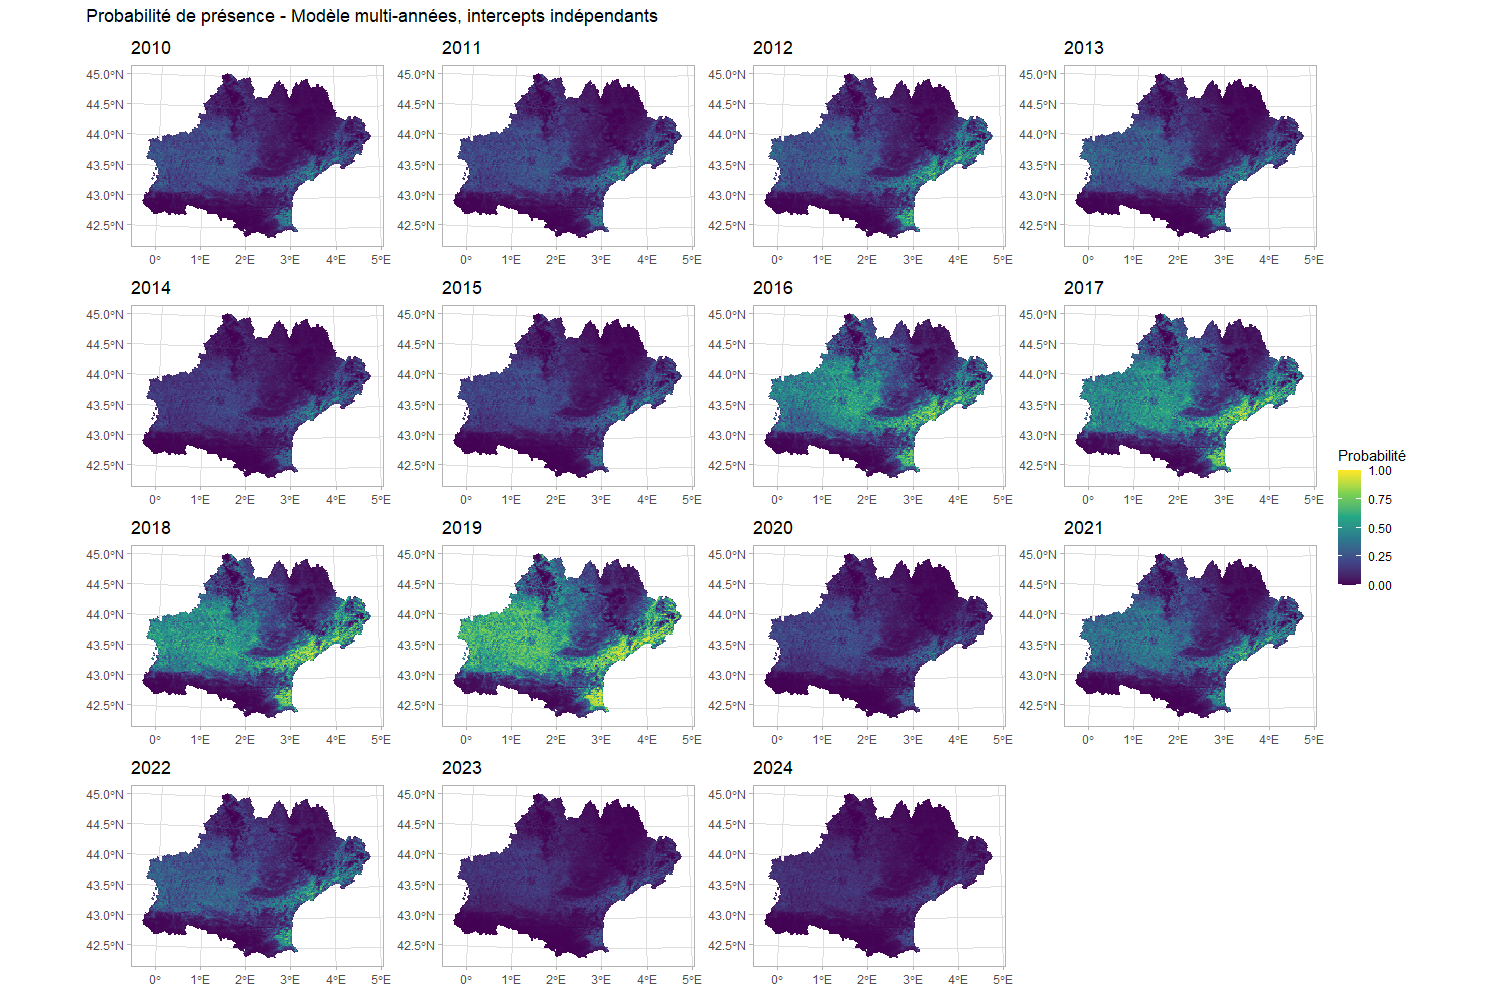 Probabilité de présence - Modèle multi-années, intercepts indépendants
2010 2011 2012 2013
45.0°N 45.0°N 45.0°N 45.0°N
44.5°N 44.5°N 44.5°N 44.5°N
44.0°N 44.0°N 44.0°N 44.0°N
43.5°N 43.5°N 43.5°N 43.5°N
43.0°N 43.0°N 43.0°N 43.0°N
42.5°N 42.5°N 42.5°N 42.5°N
0° 1°E 2°E 3°E 4°E 5°E 0° 1°E 2°E 3°E 4°E 5°E 0° 1°E 2°E 3°E 4°E 5°E 0° 1°E 2°E 3°E 4°E 5°E
2014 2015 2016 2017
45.0°N 45.0°N 45.0°N 45.0°N
44.5°N 44.5°N 44.5°N 44.5°N
44.0°N 44.0°N 44.0°N 44.0°N
43.5°N 43.5°N 43.5°N 43.5°N
43.0°N 43.0°N 43.0°N 43.0°N
42.5°N 42.5°N 42.5°N 42.5°N
0° 1°E 2°E 3°E 4°E 5°E 0° 1°E 2°E 3°E 4°E 5°E 0° 1°E 2°E 3°E 4°E 5°E 0° 1°E 2°E 3°E 4°E 5°E
Probabilité
1.00
0.75
0.50
0.25
0.00
2018 2019 2020 2021
45.0°N 45.0°N 45.0°N 45.0°N
44.5°N 44.5°N 44.5°N 44.5°N
44.0°N 44.0°N 44.0°N 44.0°N
43.5°N 43.5°N 43.5°N 43.5°N
43.0°N 43.0°N 43.0°N 43.0°N
42.5°N 42.5°N 42.5°N 42.5°N
0° 1°E 2°E 3°E 4°E 5°E 0° 1°E 2°E 3°E 4°E 5°E 0° 1°E 2°E 3°E 4°E 5°E 0° 1°E 2°E 3°E 4°E 5°E
2022 2023 2024
45.0°N 45.0°N 45.0°N
44.5°N 44.5°N 44.5°N
44.0°N 44.0°N 44.0°N
43.5°N 43.5°N 43.5°N
43.0°N 43.0°N 43.0°N
42.5°N 42.5°N 42.5°N
0° 1°E 2°E 3°E 4°E 5°E 0° 1°E 2°E 3°E 4°E 5°E 0° 1°E 2°E 3°E 4°E 5°E